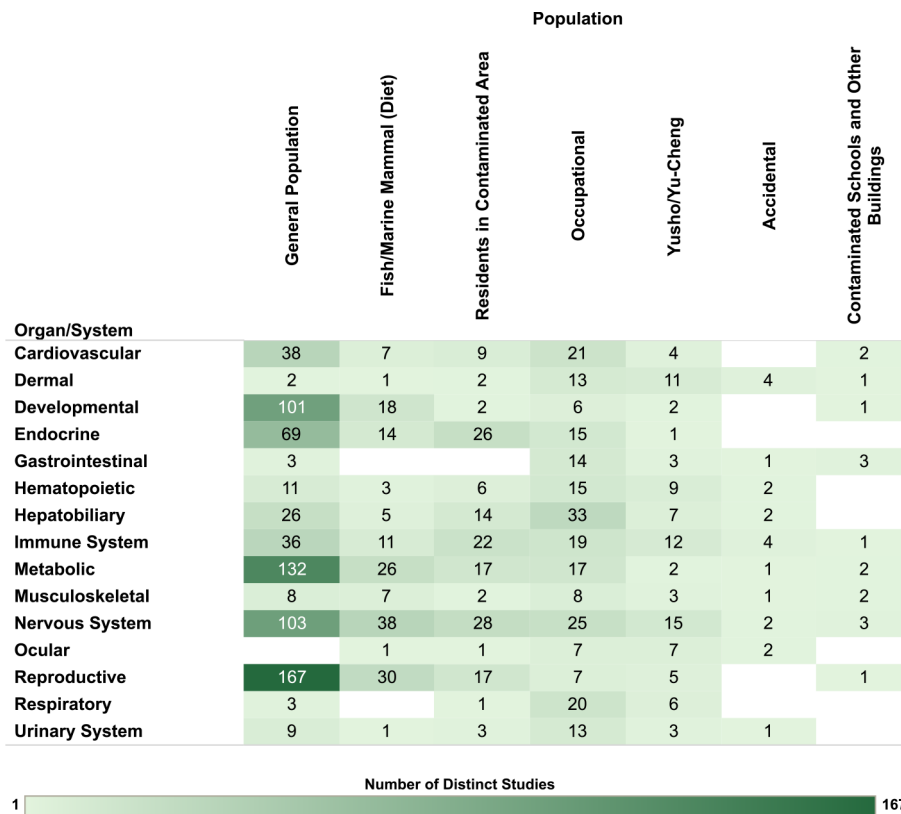 Population
General Population
Fish/Marine Mammal (Diet)
Residents in Contaminated Area
Occupational
Yusho/Yu-Cheng
Accidental
Contaminated Schools and Other
Buildings
Organ/System
Cardiovascular 38 7 9 21 4 2
Dermal 2 1 2 13 11 4 1
Developmental 101 18 2 6 2 1
Endocrine 69 14 26 15 1
Gastrointestinal 3 14 3 1 3
Hematopoietic 11 3 6 15 9 2
Hepatobiliary 26 5 14 33 7 2
Immune System 36 11 22 19 12 4 1
Metabolic 132 26 17 17 2 1 2
Musculoskeletal 8 7 2 8 3 1 2
Nervous System 103 38 28 25 15 2 3
Ocular 1 1 7 7 2
Reproductive 167 30 17 7 5 1
Respiratory 3 1 20 6
Urinary System 9 1 3 13 3 1
Number of Distinct Studies
1 167